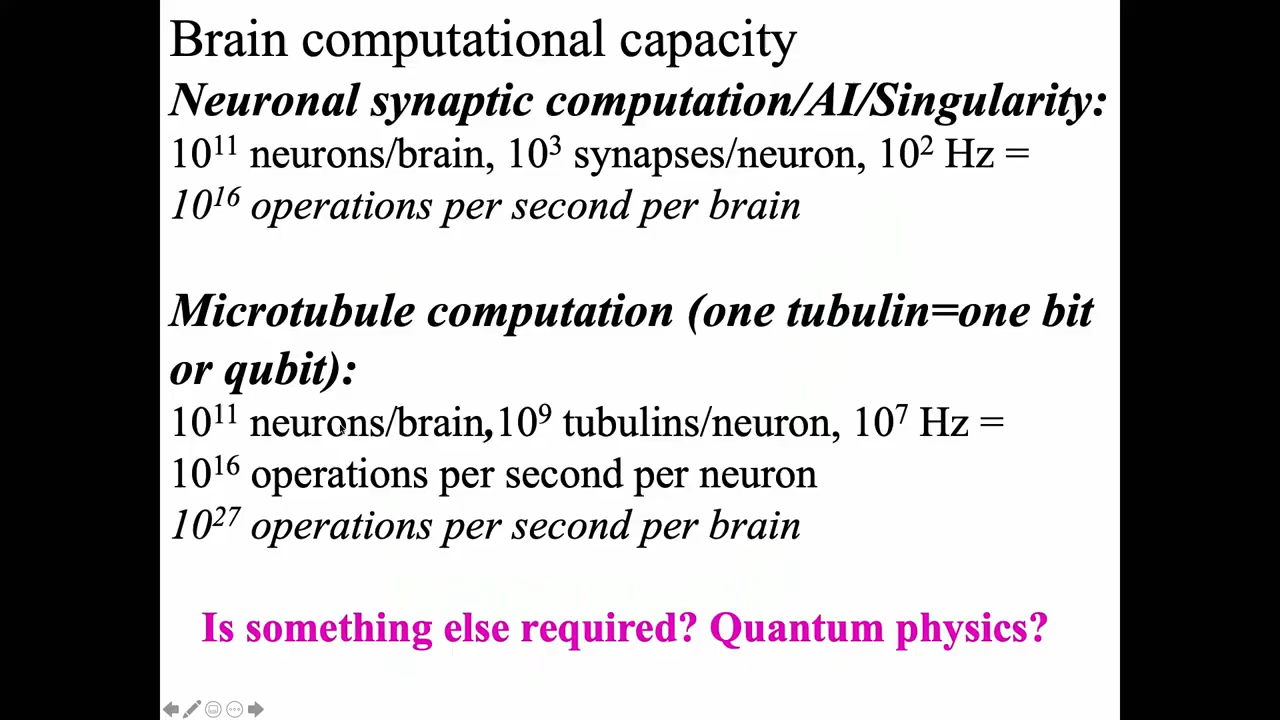 Brain computational capacity
Neuronal synaptic computation/AI/Singularity:
10¹¹ neurons/brain, 10³ synapses/neuron, 10² Hz =
10¹⁶ operations per second per brain
Microtubule computation (one tubulin=one bit
or qubit):
10¹¹ neurons/brain,10⁹ tubulins/neuron, 10⁷ Hz =
10¹⁶ operations per second per neuron
10²⁷ operations per second per brain
Is something else required? Quantum physics?